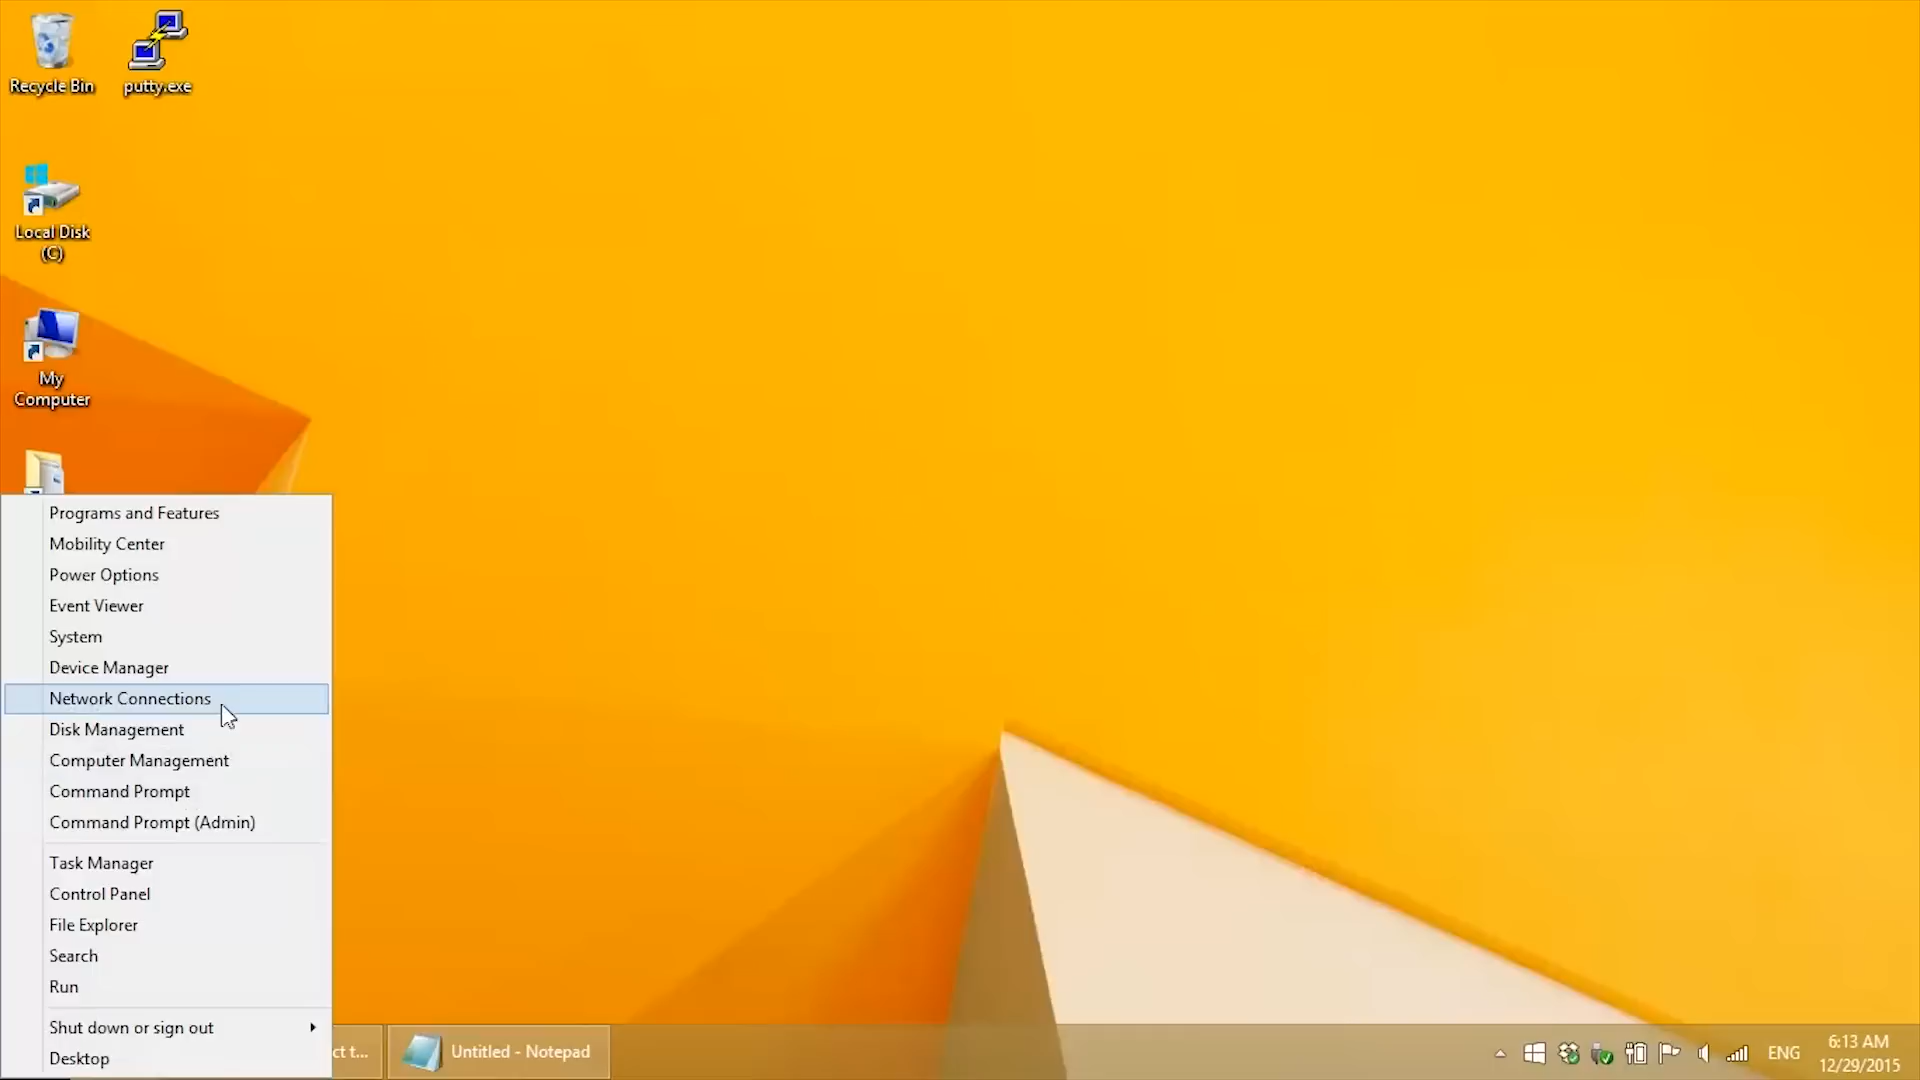 Recycle Bin
putty.exe
Local Disk
(C)
My
Computer
Programs and Features
Mobility Center
Power Options
Event Viewer
System
Device Manager
Network Connections
Disk Management
Computer Management
Command Prompt
Command Prompt (Admin)
Task Manager
Control Panel
File Explorer
Search
Run
Shut down or sign out
Desktop
ct t...
Untitled - Notepad
ENG
6:13 AM
12/29/2015